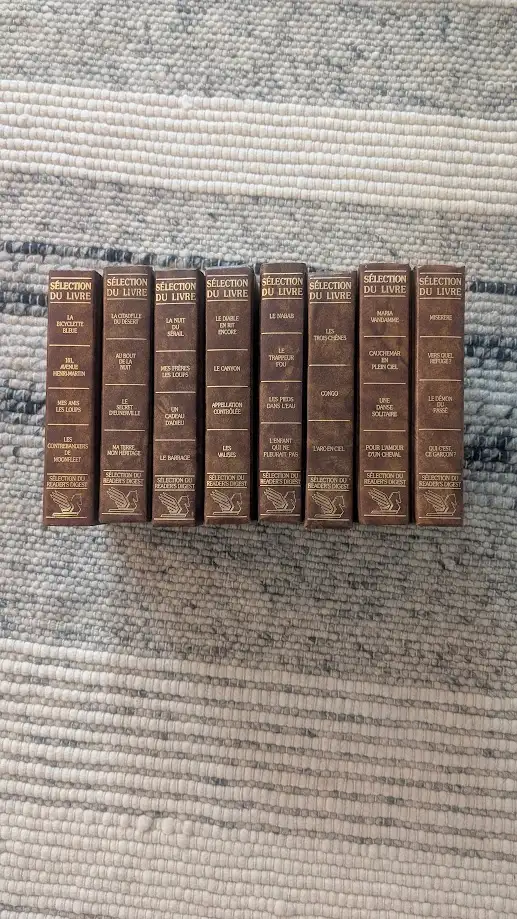 SÉLECTION
DU LIVRE
LA
BICYCLETTE
BLEUE
101,
AVENUE
HENRI-MARTIN
MES AMIS
LES LOUPS
LES
CONTREBANDIERS
DE
MOONFLEET
SÉLECTION DU
READER'S DIGEST
SÉLECTION
DU LIVRE
LA CITADELLE
DU DÉSERT
AU BOUT
DE LA
NUIT
LE
SECRET
MA TERRE,
MON HÉRITAGE
SÉLECTION DU
READER'S DIGEST
SÉLECTION
DU LIVRE
LA NUIT
DU
SÉRAIL
MES FRÈNES
LES LOUPS
UN
CADEAU
D'ADIEU
LE BARRAGE
SÉLECTION DU
READER'S DIGEST
SÉLECTION
DU LIVRE
LE DIABLE
EN RIT
ENCORE
LE CANYON
APPELLATION
CONTRÔLÉE
LES
VALISES
SÉLECTION DU
READER'S DIGEST
SÉLECTION
DU LIVRE
LE NABAB
LE
TRAPPEUR
FOU
LES PIEDS
DANS L'EAU
L'ENFANT
QUI NE
PLEURAIT PAS
SÉLECTION DU
READER'S DIGEST
SÉLECTION
DU LIVRE
LES
TROIS CHÊNES
CONGO
L'ARC-EN-CIEL
SÉLECTION DU
READER'S DIGEST
SÉLECTION
DU LIVRE
MARIA
VANDAMME
CAUCHEMAR
EN
PLEIN CIEL
UNE
DANSE
SOLITAIRE
POUR L'AMOUR
D'UN CHEVAL
SÉLECTION DU
READER'S DIGEST
SÉLECTION
DU LIVRE
MISERERE
VERS QUEL
REFUGE?
LE DÉMON
DU
PASSÉ
QUI C'EST,
CE GARÇON?
SÉLECTION DU
READER'S DIGEST